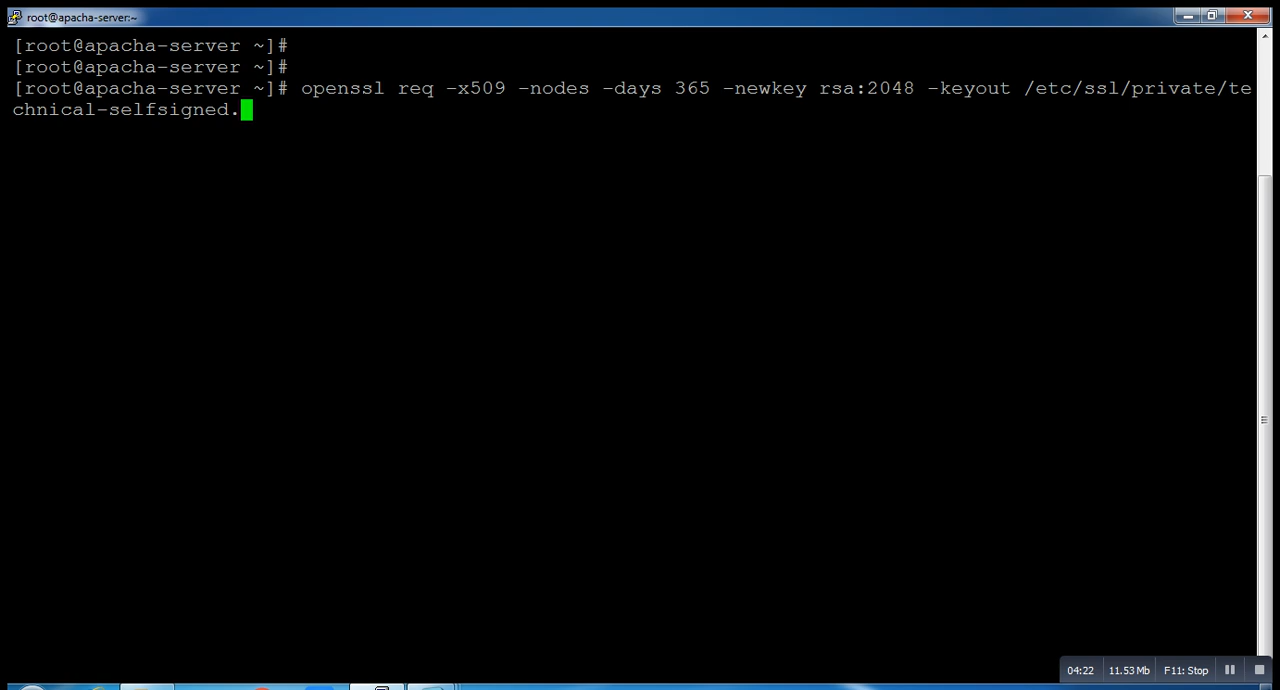 root@apacha-server:~
[root@apacha-server ~]#
[root@apacha-server ~]#
[root@apacha-server ~]# openssl req -x509 -nodes -days 365 -newkey rsa:2048 -keyout /etc/ssl/private/te
chnical-selfsigned.
04:22 11.53 Mb F11: Stop